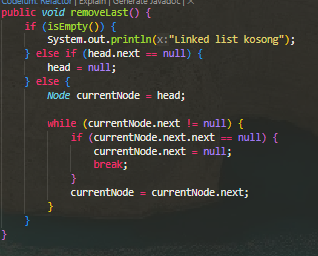 Codeium: Refactor | Explain | Generate Javadoc | X
public void removeLast() {
    if (isEmpty()) {
        System.out.println(x:"Linked list kosong");
    } else if (head.next == null) {
        head = null;
    } else {
        Node currentNode = head;

        while (currentNode.next != null) {
            if (currentNode.next.next == null) {
                currentNode.next = null;
                break;
            }
            currentNode = currentNode.next;
        }
    }
}